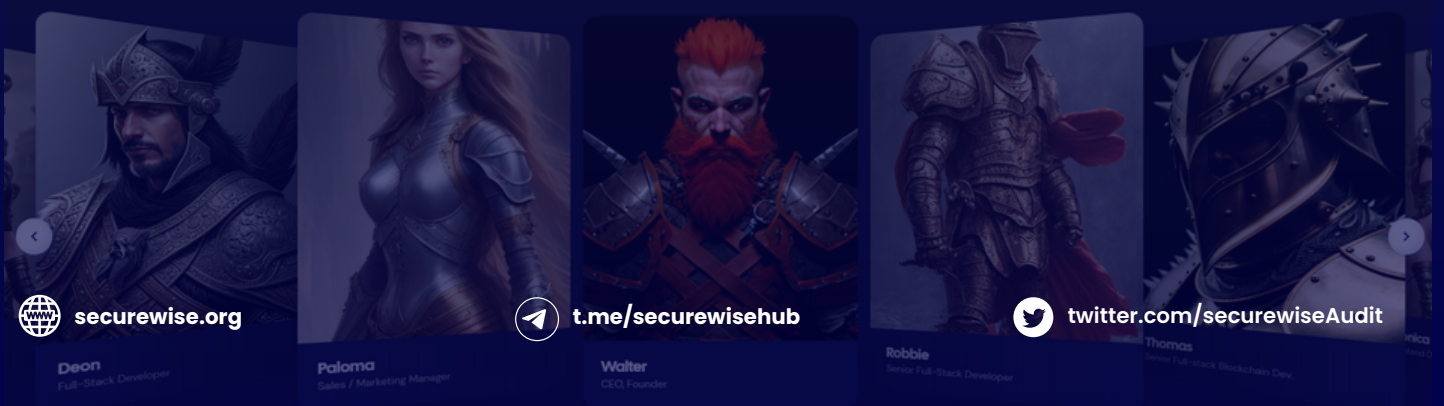 WWW
securewise.org
t.me/securewisehub
twitter.com/securewiseAudit
Deon
Full-Stack Developer
Paloma
Sales / Marketing Manager
Walter
CEO, Founder
Robbie
Senior Full-Stack Developer
Thomas
Senior Full-stack Blockchain Dev.